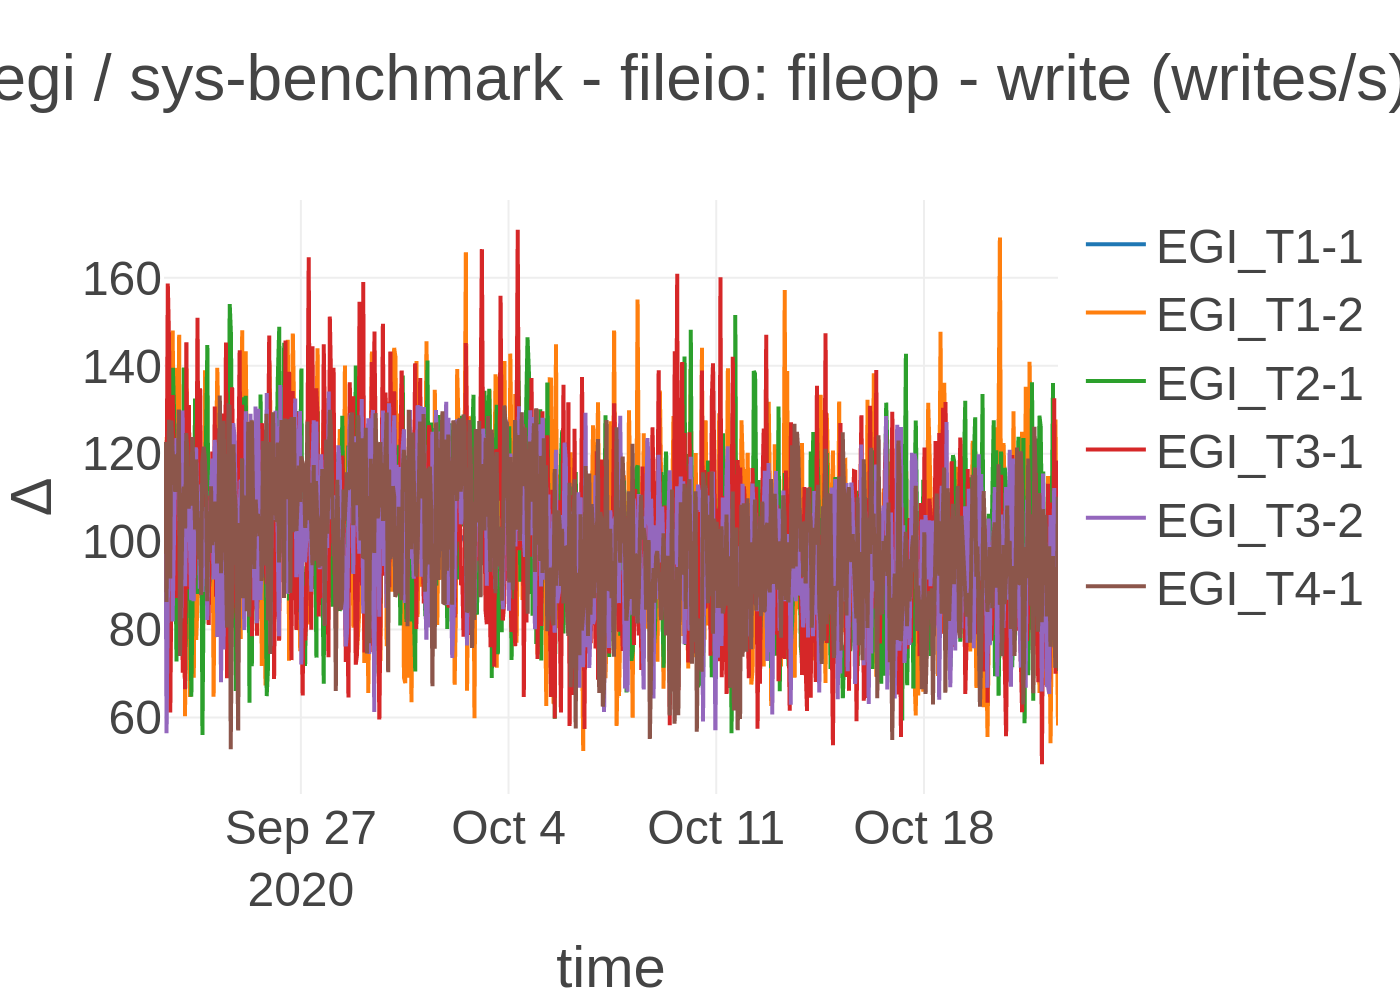 egi / sys-benchmark - fileio: fileop - write (writes/s)
160
140
120
100
80
60
Δ
Sep 27
2020
Oct 4
Oct 11
Oct 18
time
EGI_T1-1
EGI_T1-2
EGI_T2-1
EGI_T3-1
EGI_T3-2
EGI_T4-1